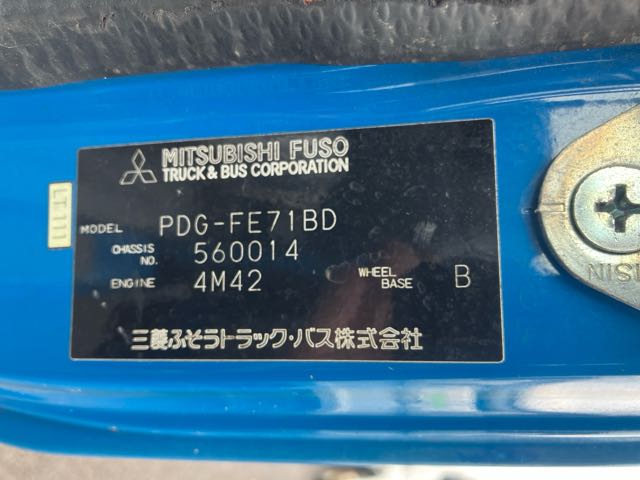 MITSUBISHI FUSO
TRUCK & BUS CORPORATION
LT111
MODEL PDG-FE71BD
CHASSIS NO. 560014
ENGINE 4M42 WHEEL BASE B
三菱ふそうトラック・バス株式会社